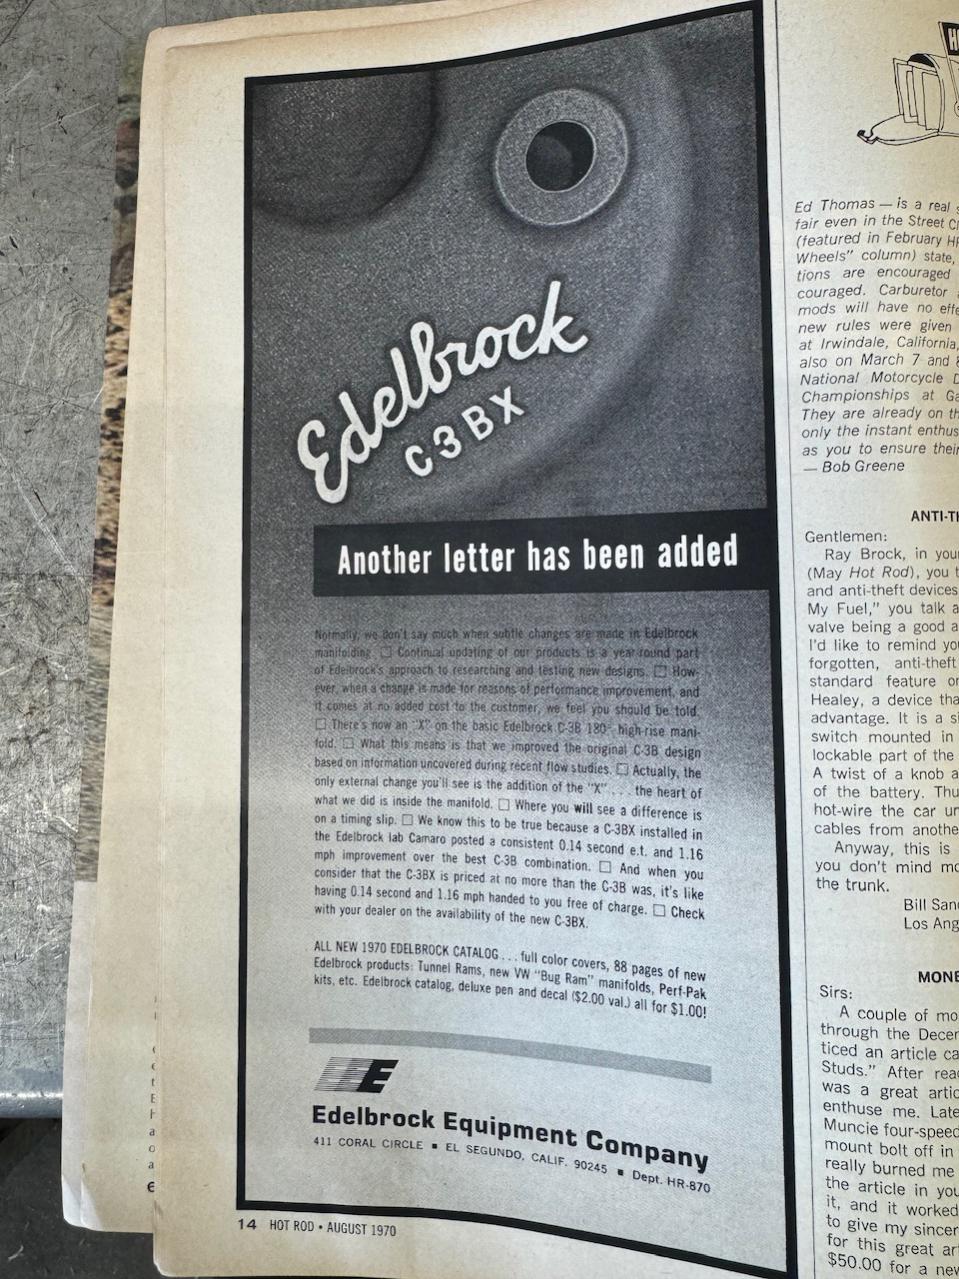 Edelbrock
C3BX
Another letter has been added
Normally, we don't say much when subtle changes are made in Edelbrock
manifolding. ☐ Continual updating of our products is a year-round part
of Edelbrock's approach to researching and testing new designs. ☐ How-
ever, when a change is made for reasons of performance improvement, and
it comes at no added cost to the customer, we feel you should be told.
☐ There's now an "X" on the basic Edelbrock C-3B 180° high-rise mani-
fold. ☐ What this means is that we improved the original C-3B design
based on information uncovered during recent flow studies. ☐ Actually, the
only external change you'll see is the addition of the "X" . . . the heart of
what we did is inside the manifold. ☐ Where you will see a difference is
on a timing slip. ☐ We know this to be true because a C-3BX installed in
the Edelbrock lab Camaro posted a consistent 0.14 second e.t. and 1.16
mph improvement over the best C-3B combination. ☐ And when you
consider that the C-3BX is priced at no more than the C-3B was, it's like
having 0.14 second and 1.16 mph handed to you free of charge. ☐ Check
with your dealer on the availability of the new C-3BX.
ALL NEW 1970 EDELBROCK CATALOG . . . full color covers, 88 pages of new
Edelbrock products: Tunnel Rams, new VW "Bug Ram" manifolds, Perf-Pak
kits, etc. Edelbrock catalog, deluxe pen and decal ($2.00 val.) all for $1.00!
E
Edelbrock Equipment Company
411 CORAL CIRCLE ▪ EL SEGUNDO, CALIF. 90245 ▪ Dept. HR-870
14 HOT ROD • AUGUST 1970
Ed Thomas — is a real
fair even in the Street
(featured in February
Wheels" column) state,
tions are encouraged
couraged. Carburetor
mods will have no
new rules were given
at Irwindale, California,
also on March 7 and
National Motorcycle
Championships at
They are already on
only the instant
as you to ensure their
— Bob Greene
Gentlemen:
Ray Brock, in
(May Hot Rod), you
and anti-theft devices
My Fuel," you talk
valve being a good
I'd like to remind
forgotten, anti-theft
standard feature
Healey, a device
advantage. It is a
switch mounted in
lockable part of the
A twist of a knob
of the battery.
hot-wire the car
cables from
Anyway, this is
you don't mind
the trunk.
Bill
Los
Sirs:
A couple of
through the
ticed an article
Studs." After
was a great
enthuse me.
Muncie four-speed
mount bolt off in
really burned me
the article in
it, and it worked
to give my
for this great
$50.00 for a